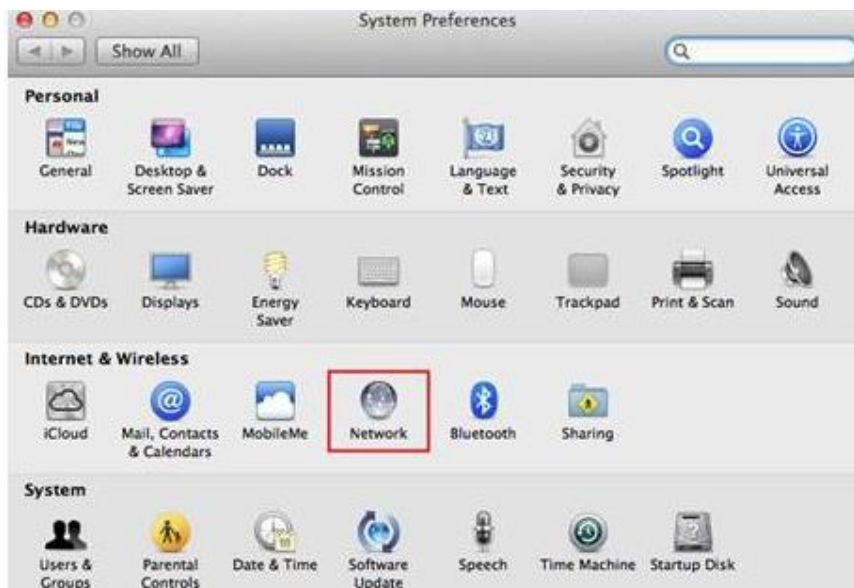 System Preferences
Show All
Personal
General
Desktop &
Screen Saver
Dock
Mission
Control
Language
& Text
Security
& Privacy
Spotlight
Universal
Access
Hardware
CDs & DVDs
Displays
Energy
Saver
Keyboard
Mouse
Trackpad
Print & Scan
Sound
Internet & Wireless
iCloud
Mail, Contacts
& Calendars
MobileMe
Network
Bluetooth
Sharing
System
Users &
Groups
Parental
Controls
Date & Time
Software
Update
Speech
Time Machine
Startup Disk